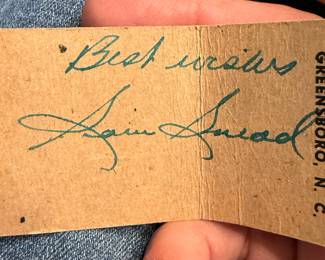 Best wishes
Sam Snead
GREENSBORO, N. C.